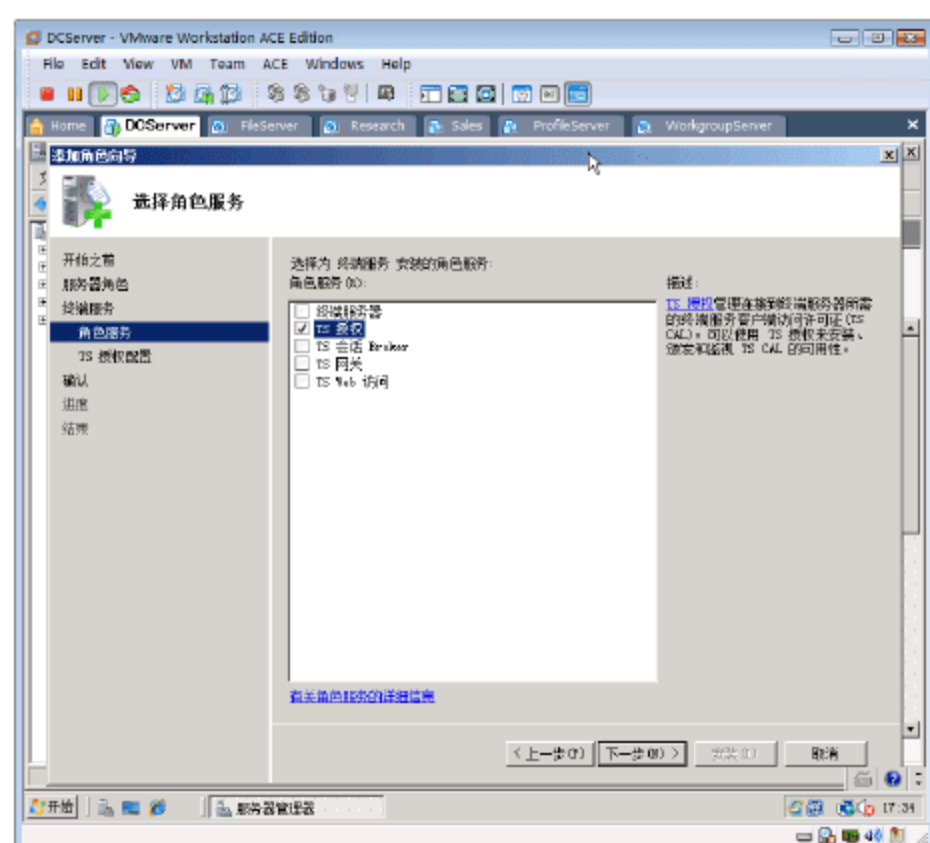 DCServer - VMware Workstation ACE Edition
File Edit View VM Team ACE Windows Help
Home DCServer FileServer Research Sales ProfileServer WorkgroupServer
添加角色向导
选择角色服务
开始之前
服务器角色
终端服务
角色服务
TS 授权配置
确认
进度
结果
选择为 终端服务 安装的角色服务:
角色服务(R):
终端服务器
TS 授权
TS 会话 Broker
TS 网关
TS Web 访问
有关角色服务的详细信息
描述:
TS 授权管理连接到终端服务器所需
的终端服务客户端访问许可证(TS
CAL)。可以使用 TS 授权来安装、
颁发和监视 TS CAL 的可用性。
<上一步(P) 下一步(N)> 安装(I) 取消
开始 服务器管理器 17:34